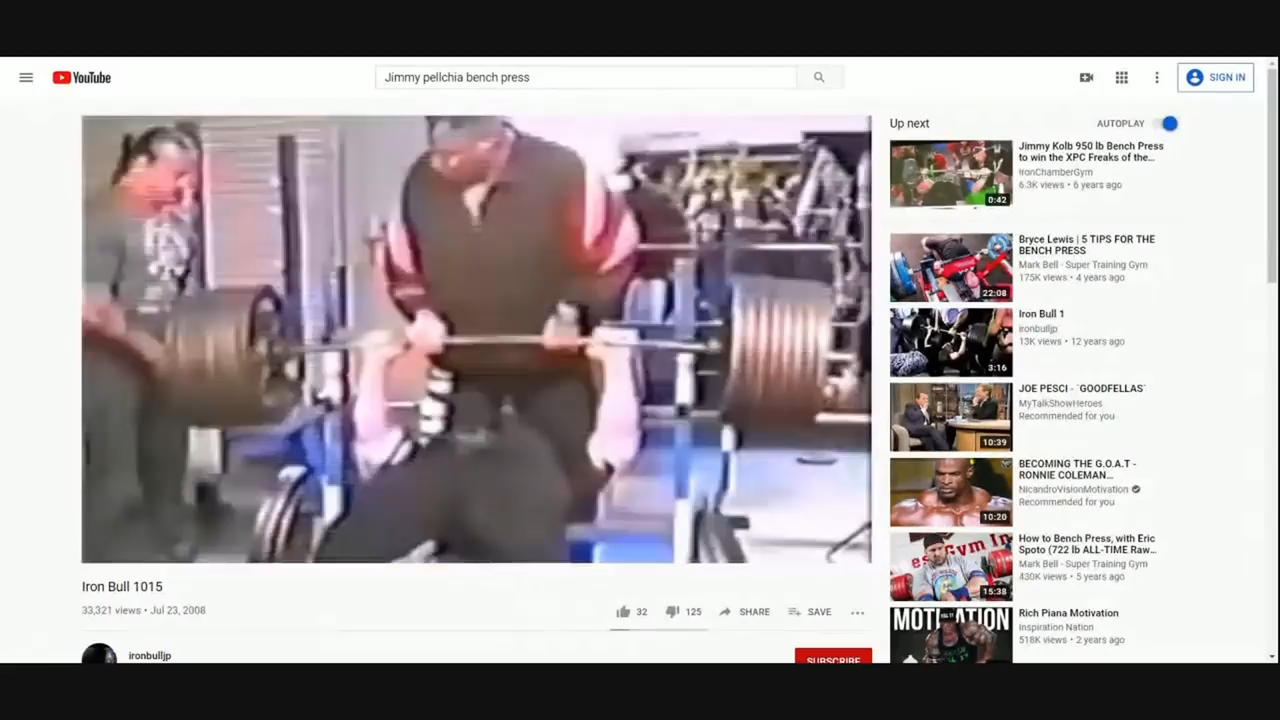 YouTube
Jimmy pellchia bench press
SIGN IN
Up next
AUTOPLAY
Jimmy Kolb 950 lb Bench Press
to win the XPC Freaks of the...
IronChamberGym
6.3K views • 6 years ago
0:42
Bryce Lewis | 5 TIPS FOR THE
BENCH PRESS
Mark Bell - Super Training Gym
175K views • 4 years ago
22:08
Iron Bull 1
ironbulljp
13K views • 12 years ago
3:16
JOE PESCI - ¨GOODFELLAS¨
MyTalkShowHeroes
Recommended for you
10:39
BECOMING THE G.O.A.T -
RONNIE COLEMAN...
NicandroVisionMotivation
Recommended for you
10:20
How to Bench Press, with Eric
Spoto (722 lb ALL-TIME Raw...
Mark Bell - Super Training Gym
430K views • 5 years ago
15:38
Rich Piana Motivation
Inspiration Nation
518K views • 2 years ago
Iron Bull 1015
33,321 views • Jul 23, 2008
32
125
SHARE
SAVE
ironbulljp
SUBSCRIBE